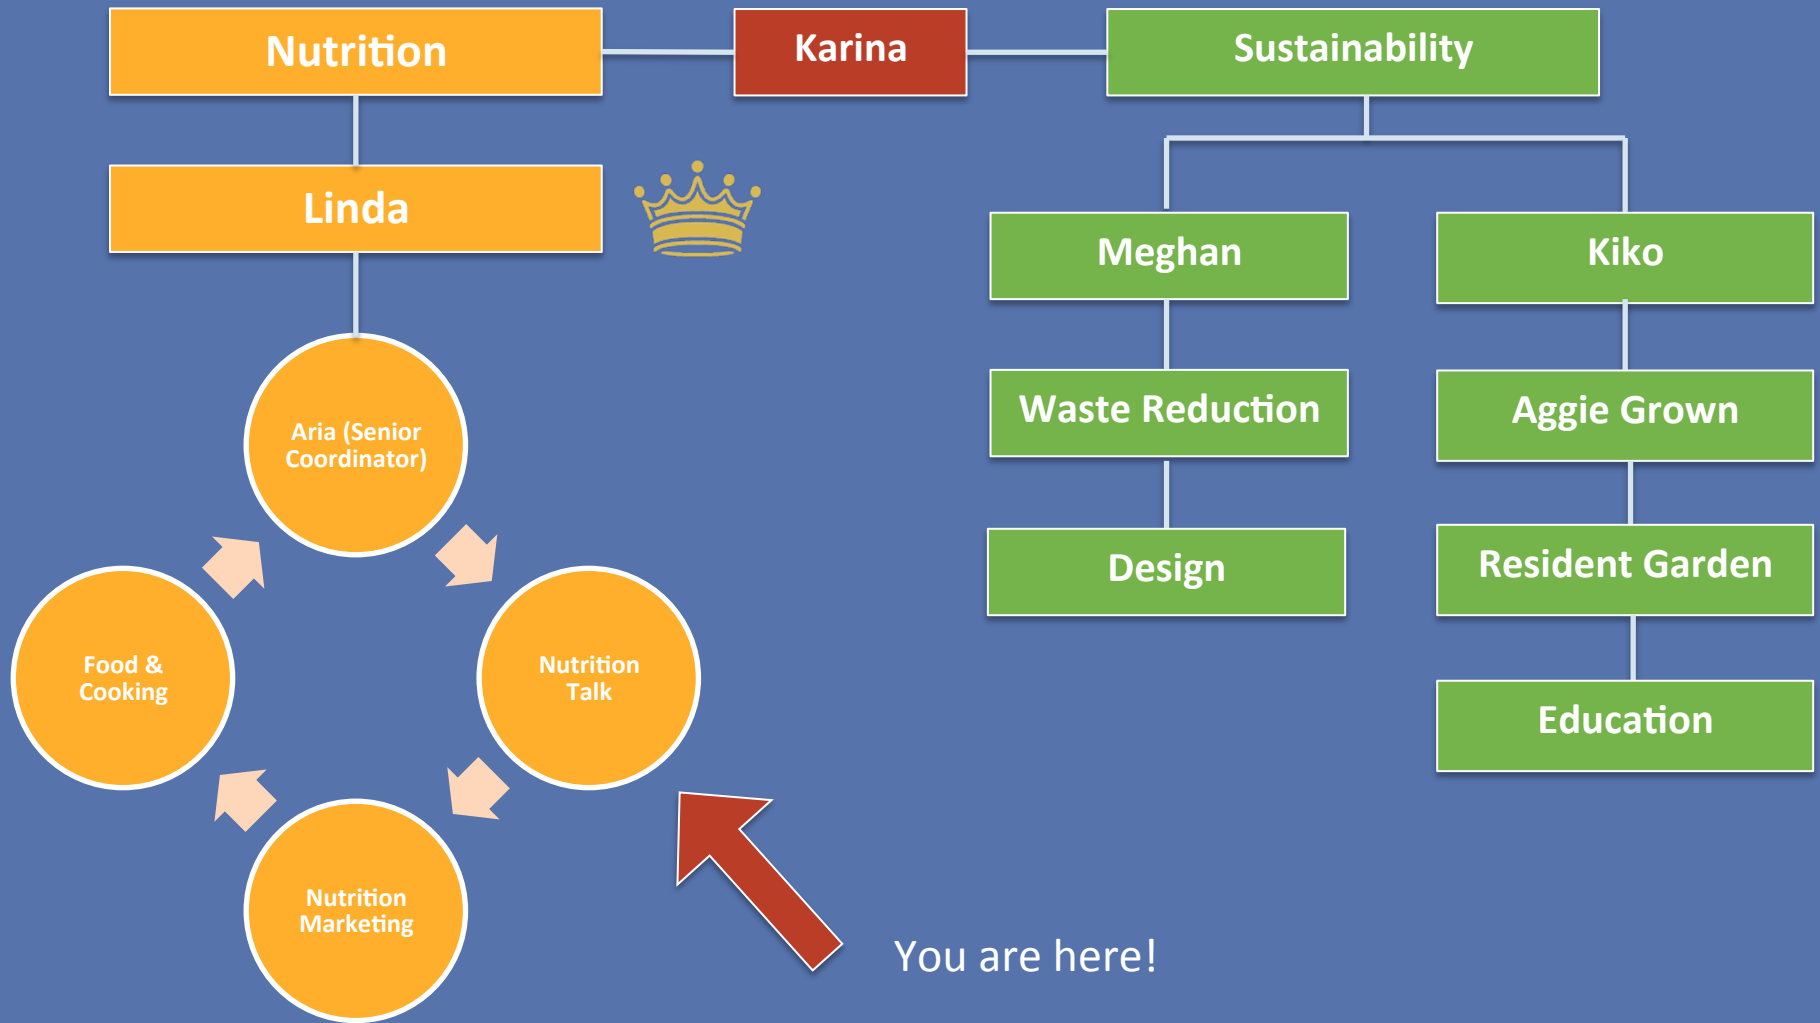 Nutrition
Karina
Sustainability
Linda
Meghan
Kiko
Aria (Senior
Coordinator)
Waste Reduction
Aggie Grown
Food &
Cooking
Nutrition
Talk
Design
Resident Garden
Education
Nutrition
Marketing
You are here!